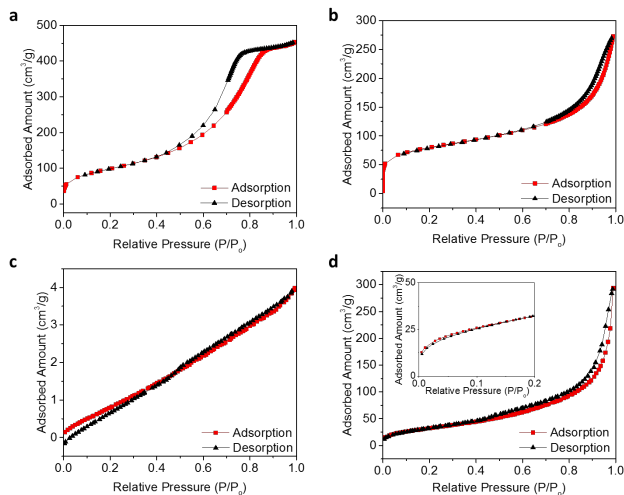 a
Adsorbed Amount (cm³/g)
500
400
300
200
100
0
0.0 0.2 0.4 0.6 0.8 1.0
Relative Pressure (P/P₀)
Adsorption
Desorption
b
Adsorbed Amount (cm³/g)
300
250
200
150
100
50
0
0.0 0.2 0.4 0.6 0.8 1.0
Relative Pressure (P/P₀)
Adsorption
Desorption
c
Adsorbed Amount (cm³/g)
4
3
2
1
0
0.0 0.2 0.4 0.6 0.8 1.0
Relative Pressure (P/P₀)
Adsorption
Desorption
d
Adsorbed Amount (cm³/g)
300
250
200
150
100
50
0
0.0 0.2 0.4 0.6 0.8 1.0
Relative Pressure (P/P₀)
Adsorption
Desorption
Adsorbed Amount (cm³/g)
50
25
0
0.0 0.1 0.2
Relative Pressure (P/P₀)